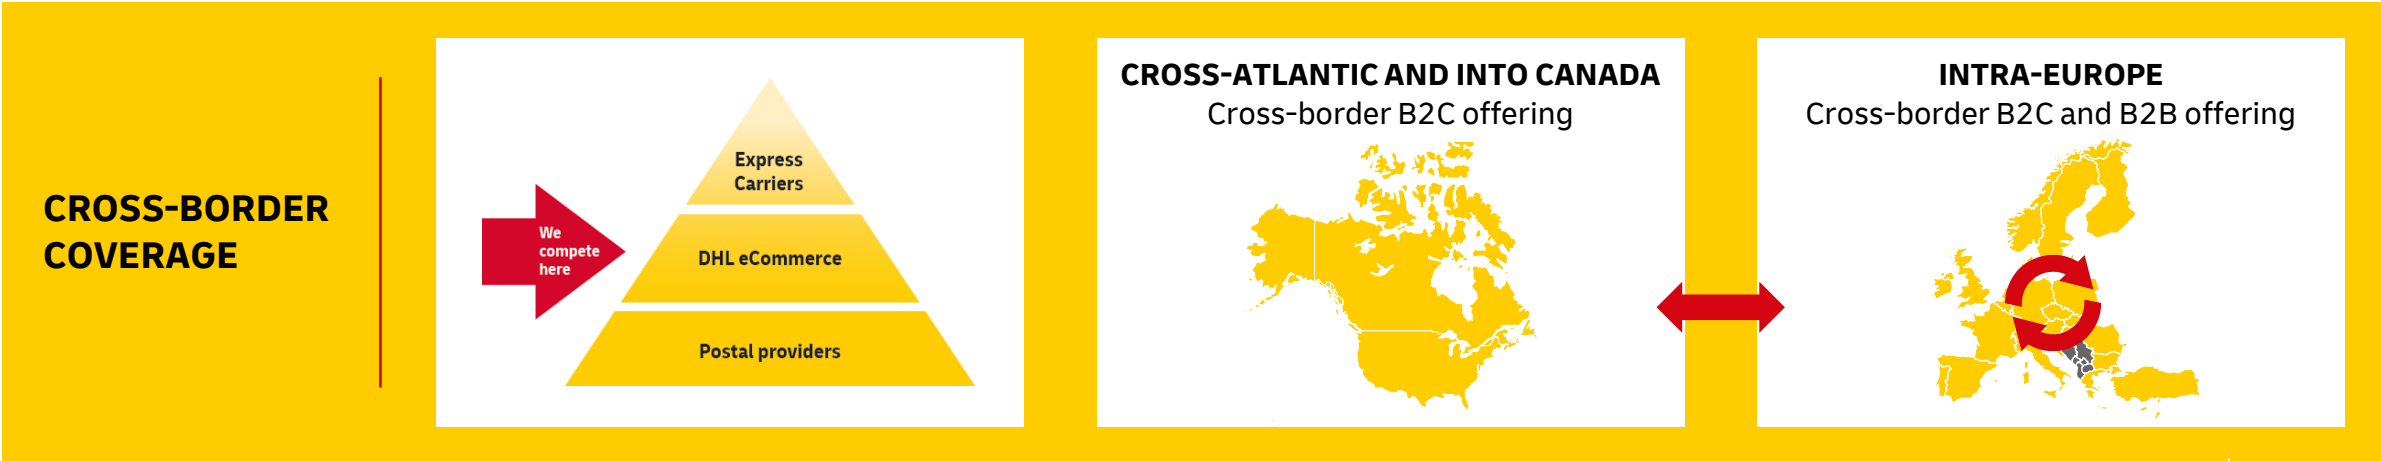 CROSS-BORDER
COVERAGE
We
compete
here
Express
Carriers
DHL eCommerce
Postal providers
CROSS-ATLANTIC AND INTO CANADA
Cross-border B2C offering
INTRA-EUROPE
Cross-border B2C and B2B offering